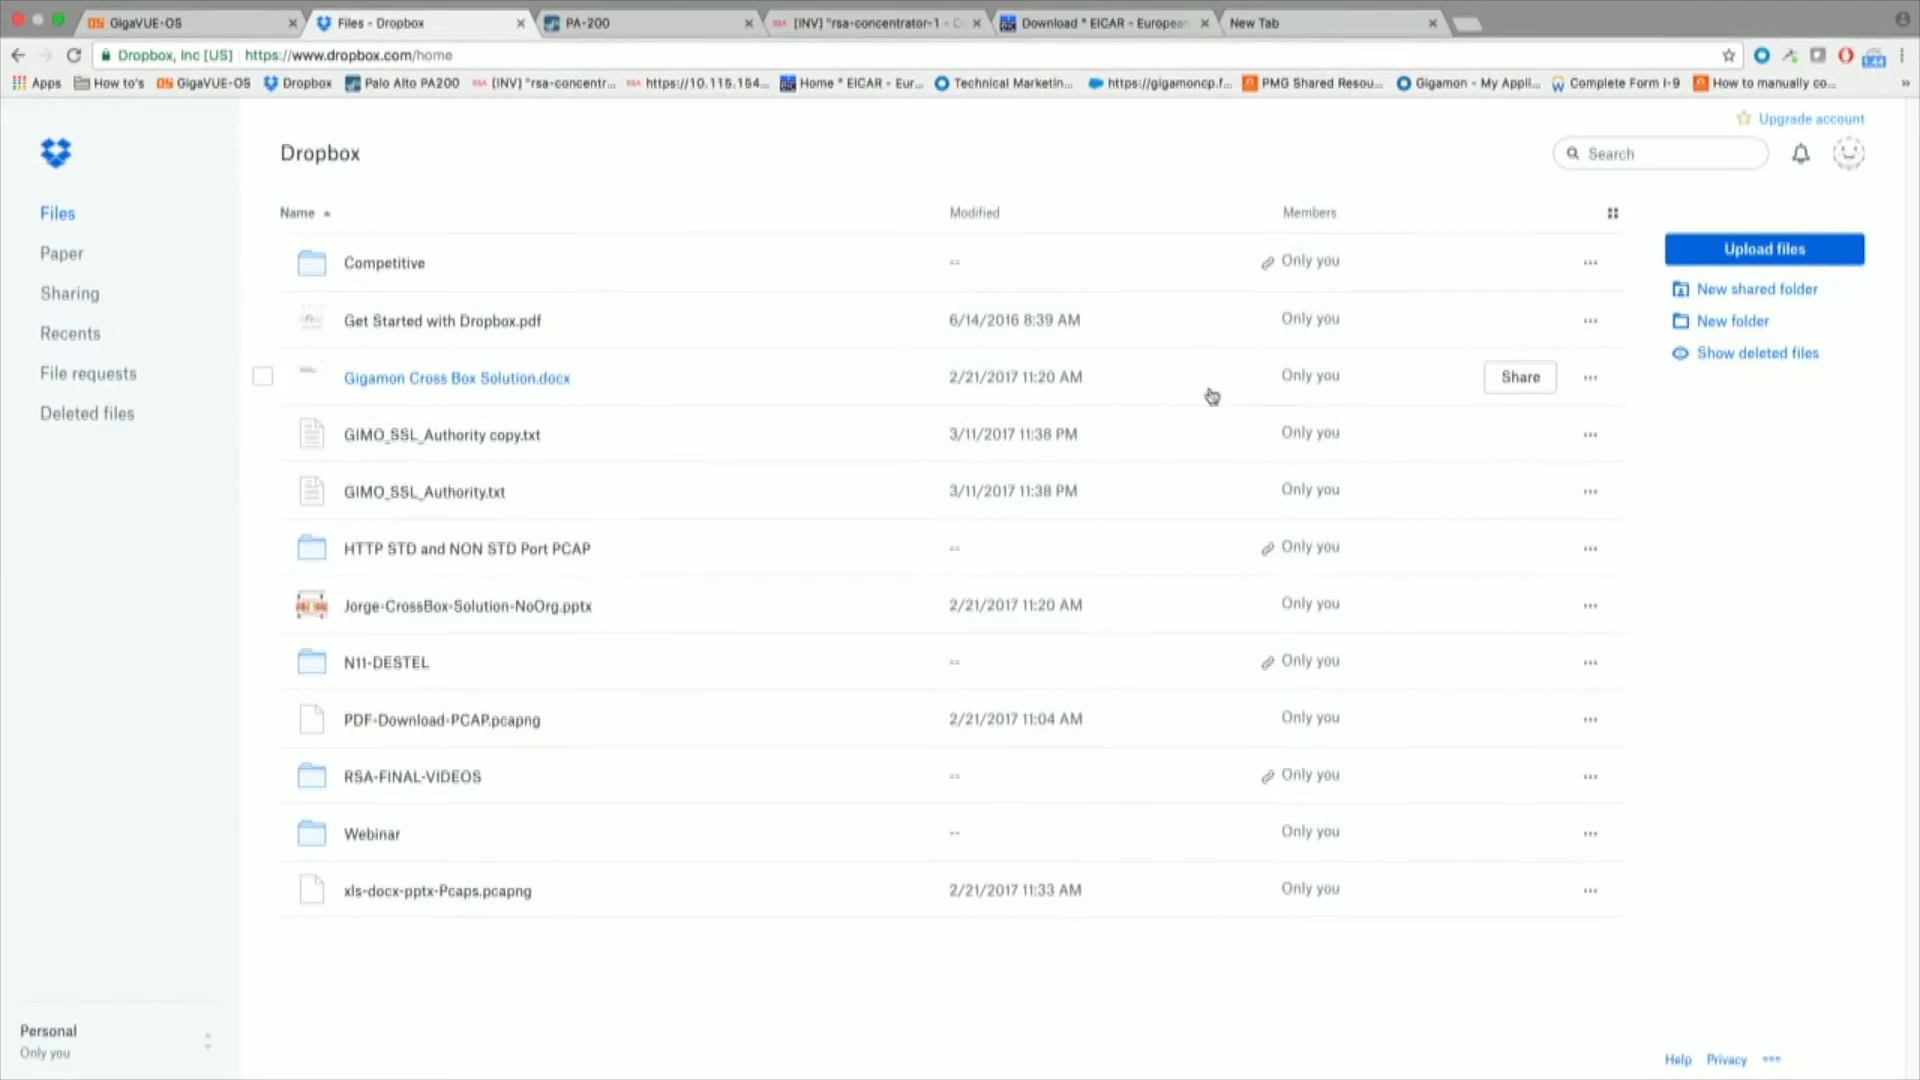 GigaVUE-OS
Files - Dropbox
PA-200
[INV] "rsa-concentrator-1 - C
Download * EICAR - European
New Tab
Dropbox, Inc [US] https://www.dropbox.com/home
Apps How to's GigaVUE-OS Dropbox Palo Alto PA200 [INV] "rsa-concentr... https://10.115.154... Home * EICAR - Eur... Technical Marketin... https://gigamoncp.f... PMG Shared Resou... Gigamon - My Appli... Complete Form I-9 How to manually co... »
Upgrade account
Dropbox
Search
Files
Paper
Sharing
Recents
File requests
Deleted files
Name Modified Members
Competitive -- Only you ...
Get Started with Dropbox.pdf 6/14/2016 8:39 AM Only you ...
Gigamon Cross Box Solution.docx 2/21/2017 11:20 AM Only you Share ...
GIMO_SSL_Authority copy.txt 3/11/2017 11:38 PM Only you ...
GIMO_SSL_Authority.txt 3/11/2017 11:38 PM Only you ...
HTTP STD and NON STD Port PCAP -- Only you ...
Jorge-CrossBox-Solution-NoOrg.pptx 2/21/2017 11:20 AM Only you ...
N11-DESTEL -- Only you ...
PDF-Download-PCAP.pcapng 2/21/2017 11:04 AM Only you ...
RSA-FINAL-VIDEOS -- Only you ...
Webinar -- Only you ...
xls-docx-pptx-Pcaps.pcapng 2/21/2017 11:33 AM Only you ...
Upload files
New shared folder
New folder
Show deleted files
Personal
Only you
Help Privacy